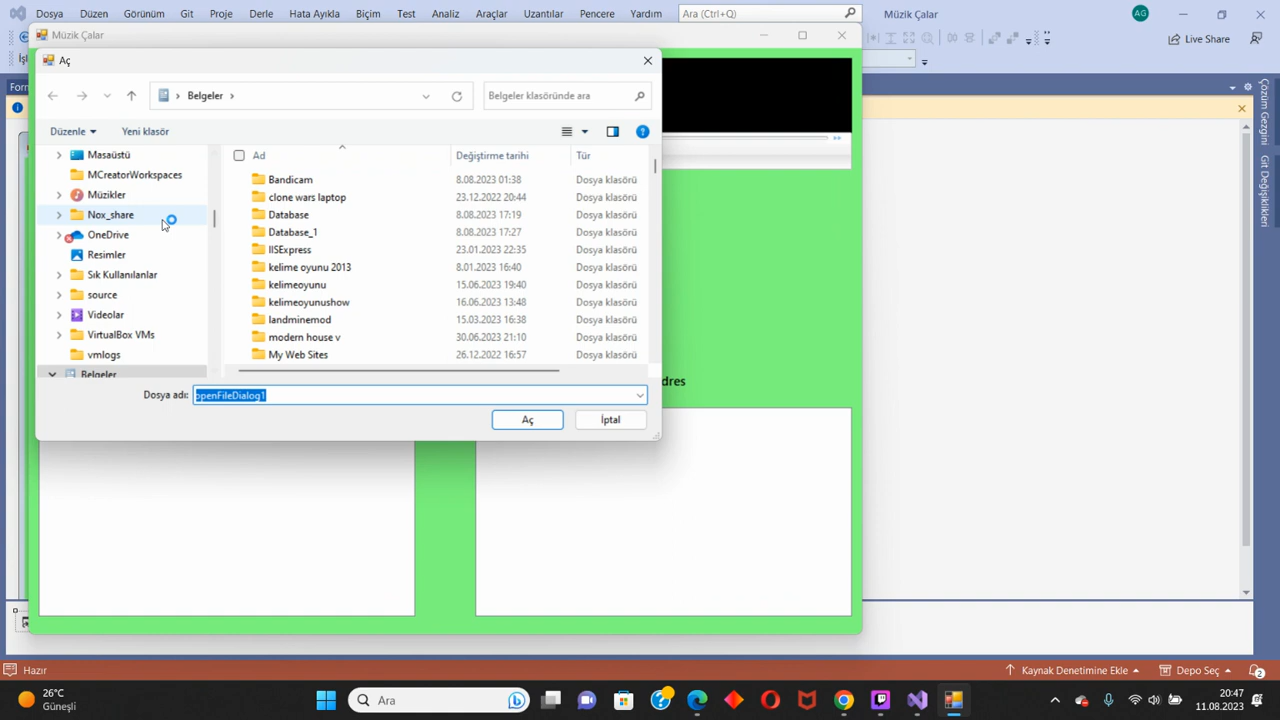 Dosya Düzen Görünüm Git Proje Derle Hata Ayıkla Biçim Test Analiz Araçlar Uzantılar Pencere Yardım Ara (Ctrl+Q) Müzik Çalar AG
Müzik Çalar
Live Share
Aç
Belgeler
Belgeler klasöründe ara
Düzenle Yeni klasör
Masaüstü
MCreatorWorkspaces
Müzikler
Nox_share
OneDrive
Resimler
Sık Kullanılanlar
source
Videolar
VirtualBox VMs
vmlogs
Belgeler
Ad Değiştirme tarihi Tür
Bandicam 8.08.2023 01:38 Dosya klasörü
clone wars laptop 23.12.2022 20:44 Dosya klasörü
Database 8.08.2023 17:19 Dosya klasörü
Database_1 8.08.2023 17:27 Dosya klasörü
IISExpress 23.01.2023 22:35 Dosya klasörü
kelime oyunu 2013 8.01.2023 16:40 Dosya klasörü
kelimeoyunu 15.06.2023 19:40 Dosya klasörü
kelimeoyunushow 16.06.2023 13:48 Dosya klasörü
landminemod 15.03.2023 16:38 Dosya klasörü
modern house v 30.06.2023 21:10 Dosya klasörü
My Web Sites 26.12.2022 16:57 Dosya klasörü
Dosya adı: openFileDialog1
Aç İptal
dres
Çözüm Gezgini
Git Değişiklikleri
Hazır
Kaynak Denetimine Ekle
Depo Seç
2
26°C
Güneşli
Ara
20:47
11.08.2023